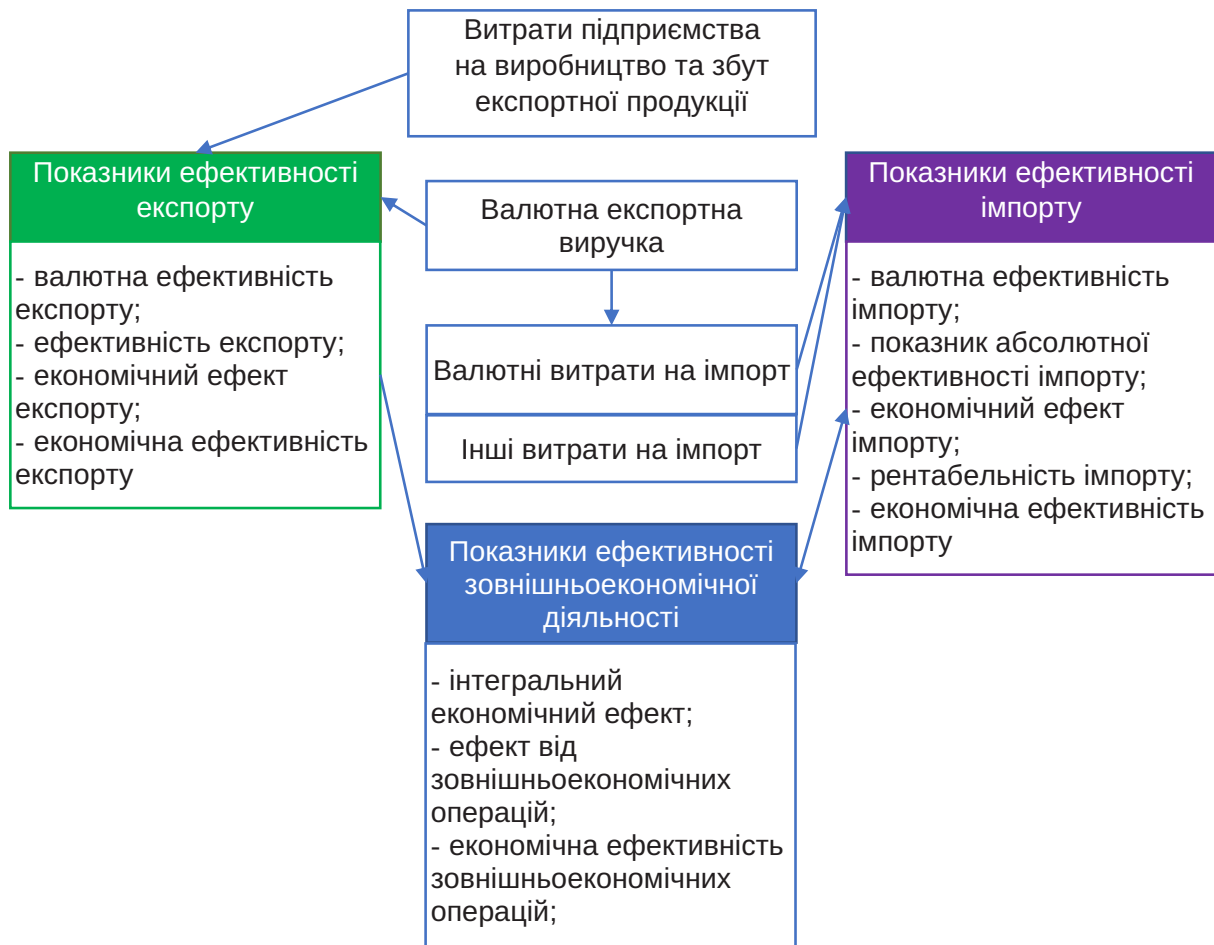 Витрати підприємства
на виробництво та збут
експортної продукції
Показники ефективності
експорту
- валютна ефективність
експорту;
- ефективність експорту;
- економічний ефект
експорту;
- економічна ефективність
експорту
Валютна експортна
виручка
Валютні витрати на імпорт
Інші витрати на імпорт
Показники ефективності
імпорту
- валютна ефективність
імпорту;
- показник абсолютної
ефективності імпорту;
- економічний ефект
імпорту;
- рентабельність імпорту;
- економічна ефективність
імпорту
Показники ефективності
зовнішньоекономічної
діяльності
- інтегральний
економічний ефект;
- ефект від
зовнішньоекономічних
операцій;
- економічна ефективність
зовнішньоекономічних
операцій;